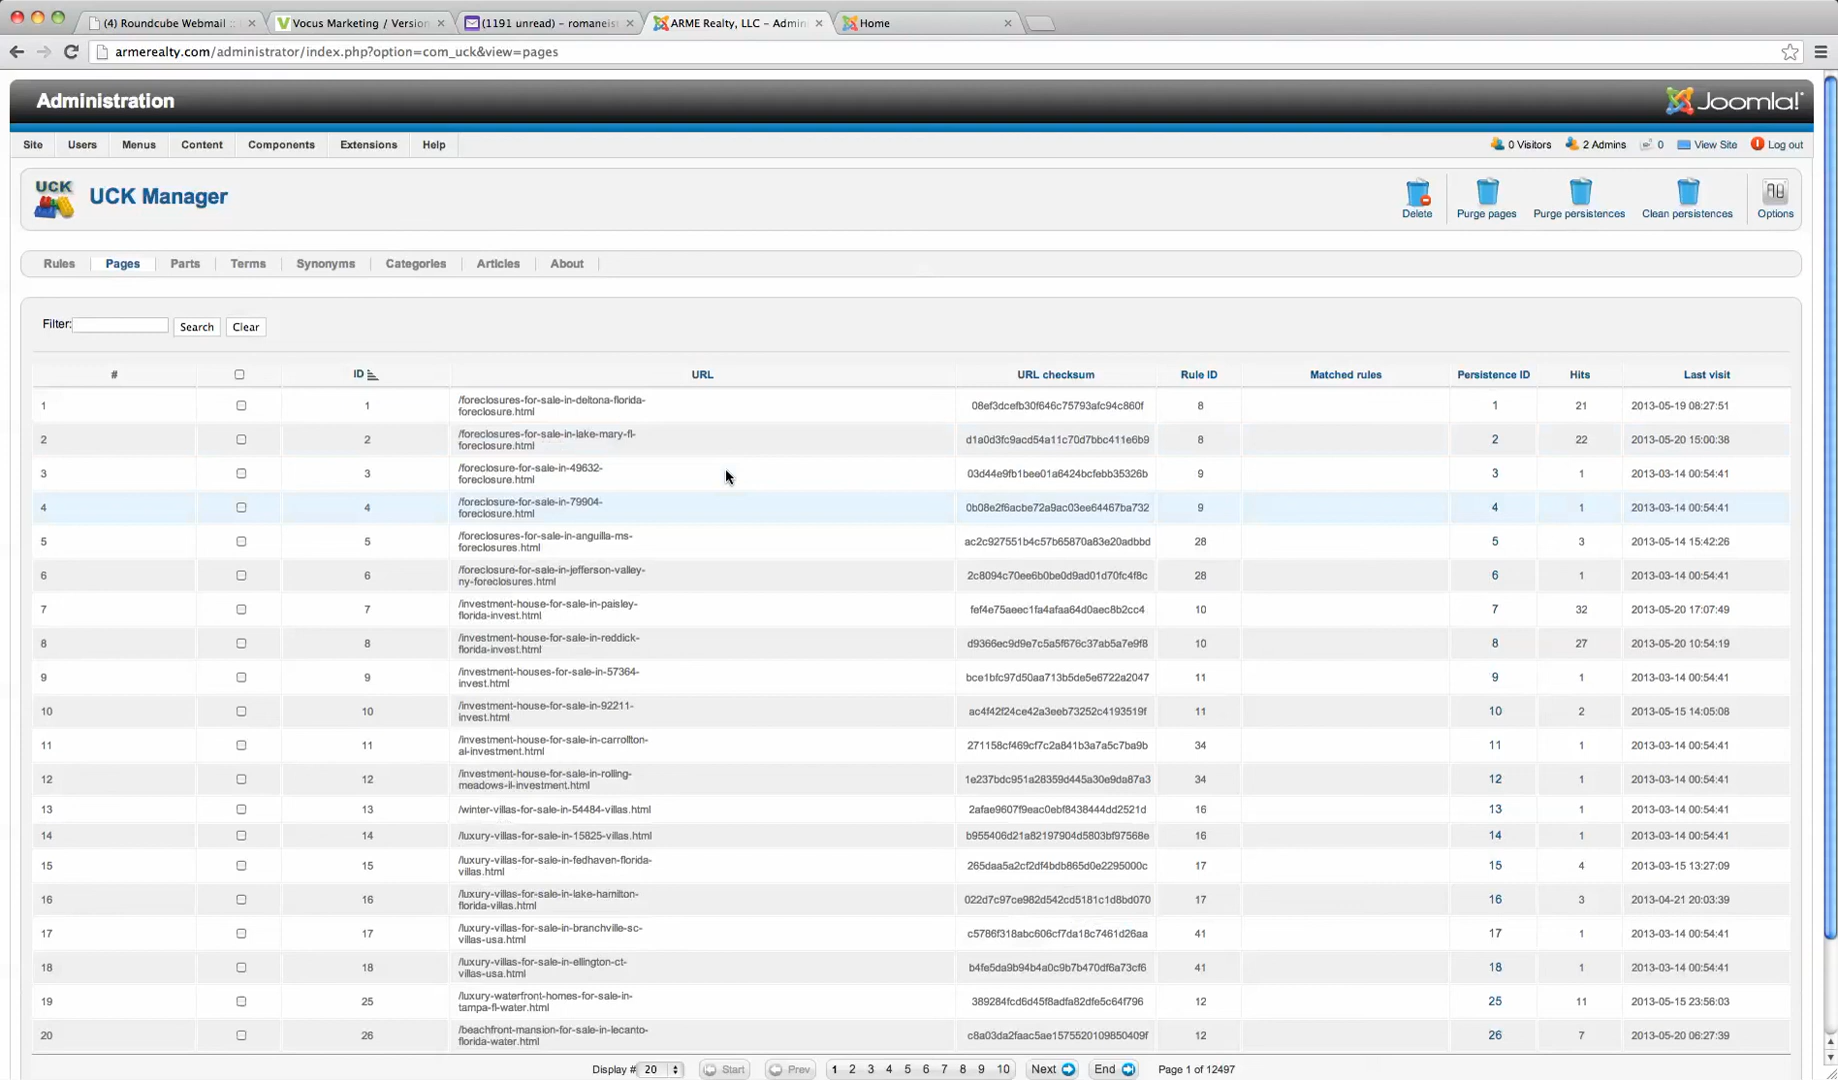 (4) Roundcube Webmail ::
Vocus Marketing / Version
(1191 unread) - romaneist
ARME Realty, LLC - Admin
Home
armerealty.com/administrator/index.php?option=com_uck&view=pages
Administration
Joomla!
Site Users Menus Content Components Extensions Help
0 Visitors 2 Admins 0 View Site Log out
UCK
UCK Manager
Delete Purge pages Purge persistences Clean persistences Options
Rules Pages Parts Terms Synonyms Categories Articles About
Filter: Search Clear
# ID URL URL checksum Rule ID Matched rules Persistence ID Hits Last visit
1 1 /foreclosures-for-sale-in-deltona-florida-
foreclosure.html 08ef3dcefb30f646c75793afc94c860f 8 1 21 2013-05-19 08:27:51
2 2 /foreclosures-for-sale-in-lake-mary-fl-
foreclosure.html d1a0d3fc9acd54a11c70d7bbc411e6b9 8 2 22 2013-05-20 15:00:38
3 3 /foreclosure-for-sale-in-49632-
foreclosure.html 03d44e9fb1bee01a6424bcfebb35326b 9 3 1 2013-03-14 00:54:41
4 4 /foreclosure-for-sale-in-79904-
foreclosure.html 0b08e2f6acbe72a9ac03ee64467ba732 9 4 1 2013-03-14 00:54:41
5 5 /foreclosures-for-sale-in-anguilla-ms-
foreclosures.html ac2c927551b4c57b65870a83e20adbbd 28 5 3 2013-05-14 15:42:26
6 6 /foreclosure-for-sale-in-jefferson-valley-
ny-foreclosures.html 2c8094c70ee6b0be0d9ad01d70fc4f8c 28 6 1 2013-03-14 00:54:41
7 7 /investment-house-for-sale-in-paisley-
florida-invest.html fef4e75aeec1fa4afaa84d0aec8b2cc4 10 7 32 2013-05-20 17:07:49
8 8 /investment-house-for-sale-in-reddick-
florida-invest.html d9366ec9d9e7c5a5f676c37ab5a7e9f8 10 8 27 2013-05-20 10:54:19
9 9 /investment-houses-for-sale-in-57364-
invest.html bce1bfc97d50aa713b5de5e6722a2047 11 9 1 2013-03-14 00:54:41
10 10 /investment-house-for-sale-in-92211-
invest.html ac4f42f24ce42a3eeb73252c4193519f 11 10 2 2013-05-15 14:05:08
11 11 /investment-house-for-sale-in-carrollton-
al-investment.html 271158cf469cf7c2a841b3a7a5c7ba9b 34 11 1 2013-03-14 00:54:41
12 12 /investment-house-for-sale-in-rolling-
meadows-il-investment.html 1e237bdc951a28359d445a30e9da87a3 34 12 1 2013-03-14 00:54:41
13 13 /winter-villas-for-sale-in-54484-villas.html 2afae9607f9eac0ebf8438444dd2521d 16 13 1 2013-03-14 00:54:41
14 14 /luxury-villas-for-sale-in-15825-villas.html b955406d21a82197904d5803bf97568e 16 14 1 2013-03-14 00:54:41
15 15 /luxury-villas-for-sale-in-fedhaven-florida-
villas.html 265daa5a2cf2df4bdb865d0e2295000c 17 15 4 2013-03-15 13:27:09
16 16 /luxury-villas-for-sale-in-lake-hamilton-
florida-villas.html 022d7c97ce982d542cd5181c1d8bd070 17 16 3 2013-04-21 20:03:39
17 17 /luxury-villas-for-sale-in-branchville-sc-
villas-usa.html c5786f318abc606cf7da18c7461d26aa 41 17 1 2013-03-14 00:54:41
18 18 /luxury-villas-for-sale-in-ellington-ct-
villas-usa.html b4fe5da9b94b4a0c9b7b470df6a73cf6 41 18 1 2013-03-14 00:54:41
19 25 /luxury-waterfront-homes-for-sale-in-
tampa-fl-water.html 389284fcd6d45f8adfa82dfe5c64f796 12 25 11 2013-05-15 23:56:03
20 26 /beachfront-mansion-for-sale-in-lecanto-
florida-water.html c8a03da2faac5ae1575520109850409f 12 26 7 2013-05-20 06:27:39
Display # 20 Start Prev 1 2 3 4 5 6 7 8 9 10 Next End Page 1 of 12497